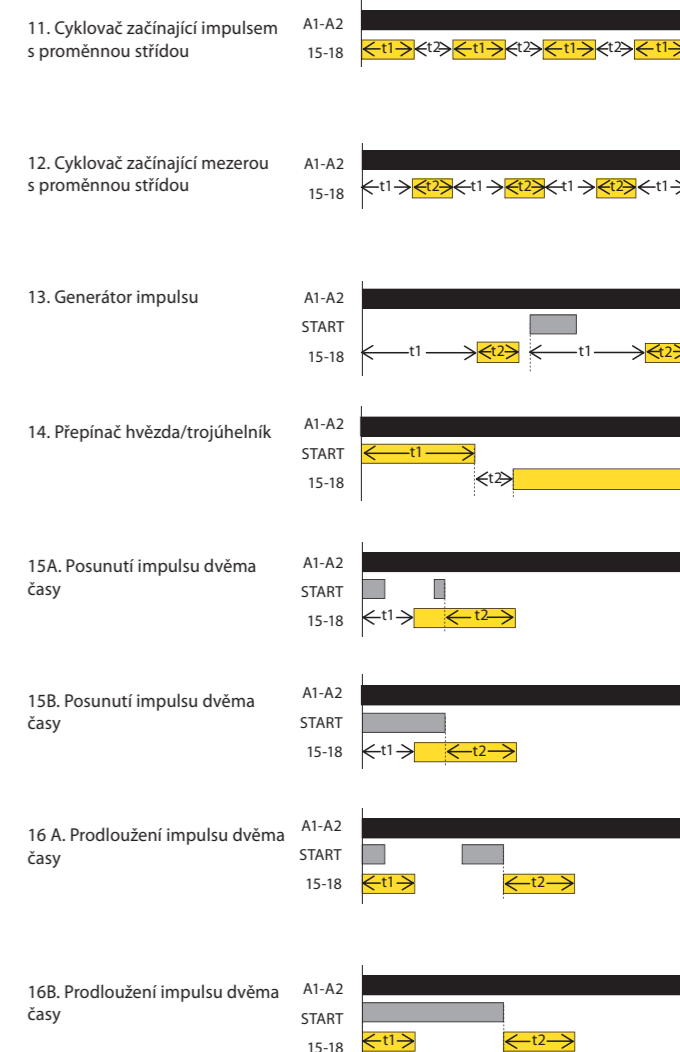 11. Cyklovač začínající impulsem
s proměnnou střídou
A1-A2
15-18
t1 t2 t1 t2 t1 t2 t1
12. Cyklovač začínající mezerou
s proměnnou střídou
A1-A2
15-18
t1 t2 t1 t2 t1 t2 t1
13. Generátor impulsu
A1-A2
START
15-18
t1 t2 t1 t2
14. Přepínač hvězda/trojúhelník
A1-A2
START
t1
15-18
t2
15A. Posunutí impulsu dvěma
časy
A1-A2
START
15-18
t1 t2
15B. Posunutí impulsu dvěma
časy
A1-A2
START
15-18
t1 t2
16 A. Prodloužení impulsu dvěma
časy
A1-A2
START
15-18
t1 t2
16B. Prodloužení impulsu dvěma
časy
A1-A2
START
15-18
t1 t2